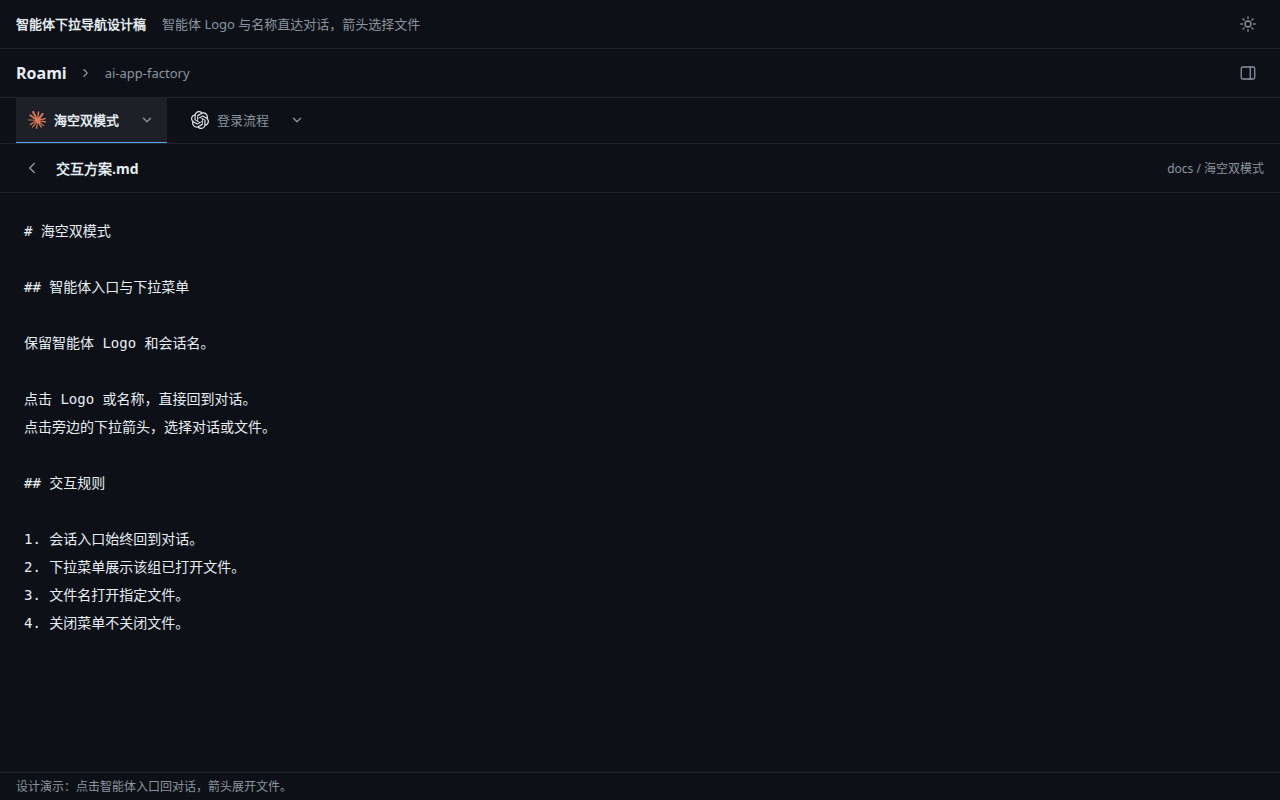 智能体下拉导航设计稿 智能体 Logo 与名称直达对话，箭头选择文件
Roami ai-app-factory
海空双模式 登录流程
交互方案.md docs / 海空双模式
# 海空双模式
## 智能体入口与下拉菜单
保留智能体 Logo 和会话名。
点击 Logo 或名称，直接回到对话。
点击旁边的下拉箭头，选择对话或文件。
## 交互规则
1. 会话入口始终回到对话。
2. 下拉菜单展示该组已打开文件。
3. 文件名打开指定文件。
4. 关闭菜单不关闭文件。
设计演示：点击智能体入口回对话，箭头展开文件。